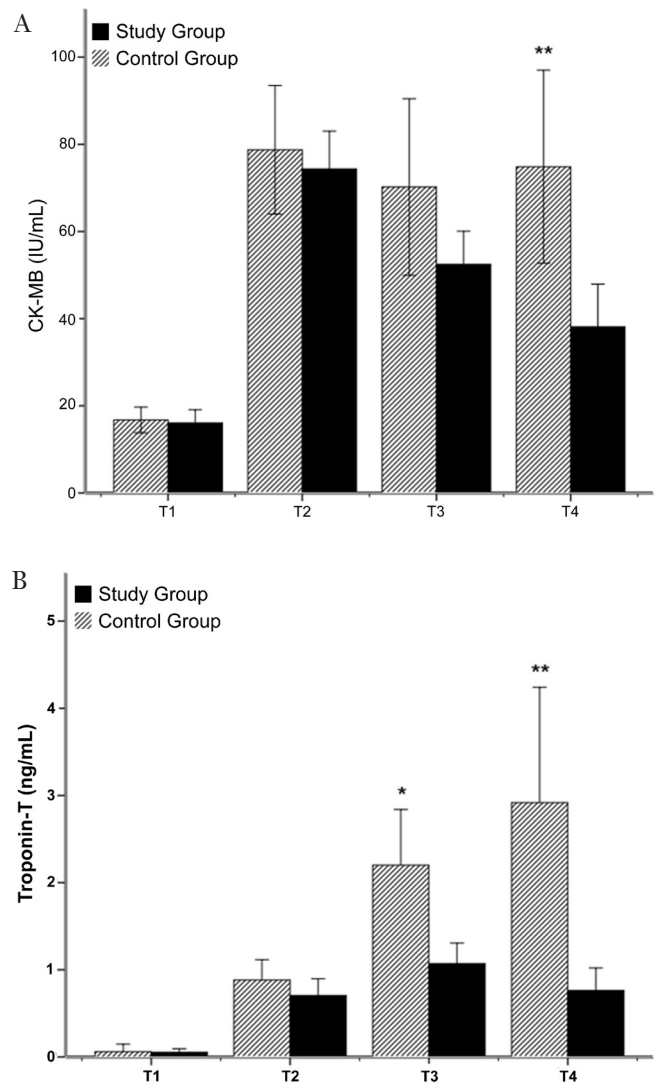 A
Study Group
Control Group
**
100
80
60
40
20
0
CK-MB (IU/mL)
T1 T2 T3 T4
B
Study Group
Control Group
5
**
4
*
3
2
1
0
Troponin-T (ng/mL)
T1 T2 T3 T4